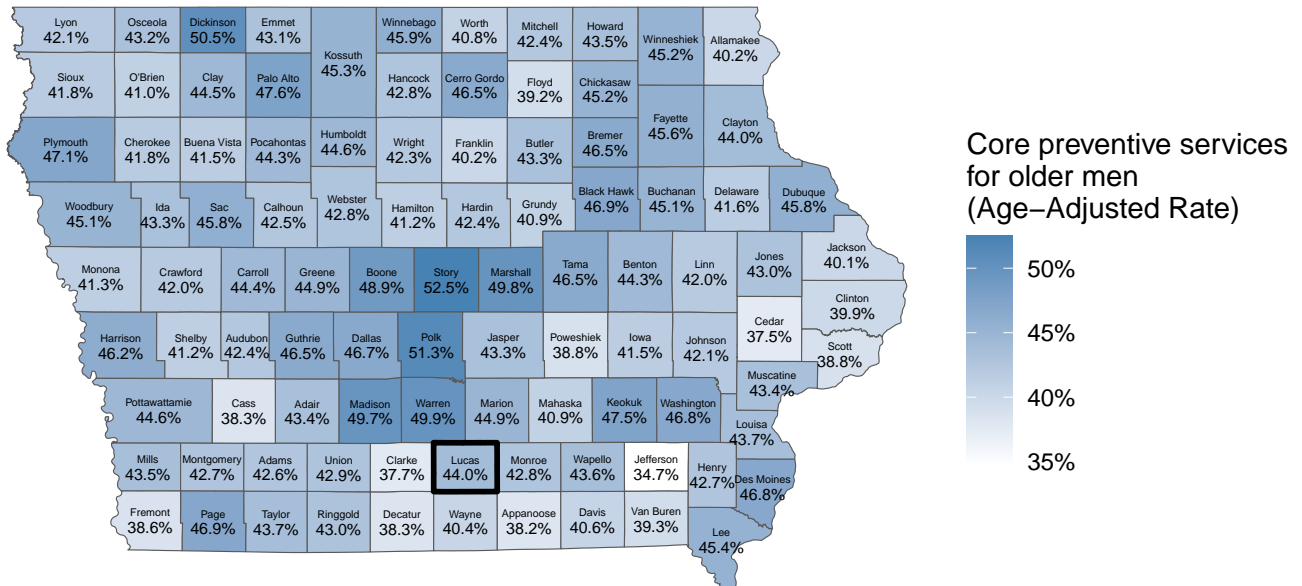 Lyon
42.1%
Osceola
43.2%
Dickinson
50.5%
Emmet
43.1%
Kossuth
45.3%
Winnebago
45.9%
Worth
40.8%
Mitchell
42.4%
Howard
43.5%
Winneshiek
45.2%
Allamakee
40.2%
Sioux
41.8%
O'Brien
41.0%
Clay
44.5%
Palo Alto
47.6%
Hancock
42.8%
Cerro Gordo
46.5%
Floyd
39.2%
Chickasaw
45.2%
Plymouth
47.1%
Cherokee
41.8%
Buena Vista
41.5%
Pocahontas
44.3%
Humboldt
44.6%
Wright
42.3%
Franklin
40.2%
Butler
43.3%
Bremer
46.5%
Fayette
45.6%
Clayton
44.0%
Woodbury
45.1%
Ida
43.3%
Sac
45.8%
Calhoun
42.5%
Webster
42.8%
Hamilton
41.2%
Hardin
42.4%
Grundy
40.9%
Black Hawk
46.9%
Buchanan
45.1%
Delaware
41.6%
Dubuque
45.8%
Monona
41.3%
Crawford
42.0%
Carroll
44.4%
Greene
44.9%
Boone
48.9%
Story
52.5%
Marshall
49.8%
Tama
46.5%
Benton
44.3%
Linn
42.0%
Jones
43.0%
Jackson
40.1%
Clinton
39.9%
Harrison
46.2%
Shelby
41.2%
Audubon
42.4%
Guthrie
46.5%
Dallas
46.7%
Polk
51.3%
Jasper
43.3%
Poweshiek
38.8%
Iowa
41.5%
Johnson
42.1%
Cedar
37.5%
Scott
38.8%
Muscatine
43.4%
Pottawattamie
44.6%
Cass
38.3%
Adair
43.4%
Madison
49.7%
Warren
49.9%
Marion
44.9%
Mahaska
40.9%
Keokuk
47.5%
Washington
46.8%
Louisa
43.7%
Mills
43.5%
Montgomery
42.7%
Adams
42.6%
Union
42.9%
Clarke
37.7%
Lucas
44.0%
Monroe
42.8%
Wapello
43.6%
Jefferson
34.7%
Henry
42.7%
Des Moines
46.8%
Fremont
38.6%
Page
46.9%
Taylor
43.7%
Ringgold
43.0%
Decatur
38.3%
Wayne
40.4%
Appanoose
38.2%
Davis
40.6%
Van Buren
39.3%
Lee
45.4%
Core preventive services
for older men
(Age−Adjusted Rate)
50%
45%
40%
35%